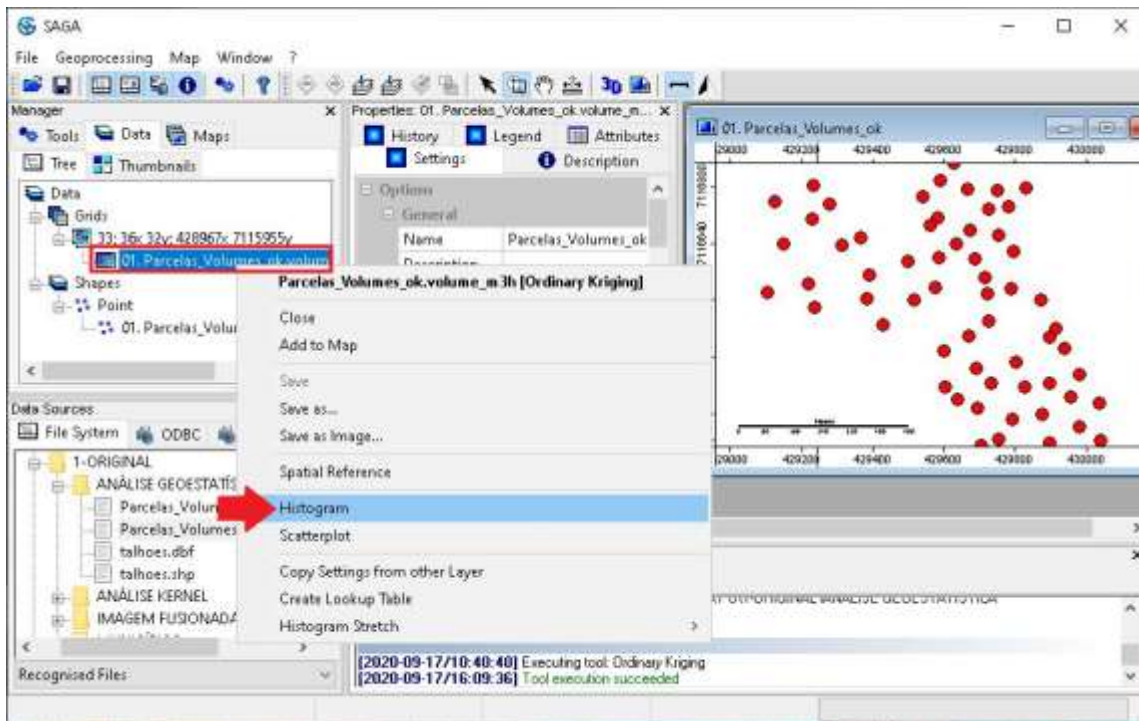 SAGA
File Geoprocessing Map Window ?
Manager
Tools Data Maps
Tree Thumbnails
Data
Grids
33; 36x 32y; 428967x 7115955y
01. Parcelas_Volumes_ok.volum
Shapes
Point
01. Parcelas_Volu
Data Sources
File System ODBC
1-ORIGINAL
ANÁLISE GEOESTATÍS
Parcelas_Volu
Parcelas_Volumes
talhoes.dbf
talhoes.shp
ANÁLISE KERNEL
IMAGEM FUSIONADA
Recognised Files
Properties: 01. Parcelas_Volumes_ok.volume_m...
History Legend Attributes
Settings Description
Options
General
Name Parcelas_Volumes_ok
Parcelas_Volumes_ok.volume_m3h [Ordinary Kriging]
Close
Add to Map
Save
Save as...
Save as Image...
Spatial Reference
Histogram
Scatterplot
Copy Settings from other Layer
Create Lookup Table
Histogram Stretch
01. Parcelas_Volumes_ok
29000 429200 429400 429600 429800 430000
29000 429200 429400 429600 429800 430000
[2020-09-17/10:40:40] Executing tool: Ordinary Kriging
[2020-09-17/16:09:36] Tool execution succeeded
3D